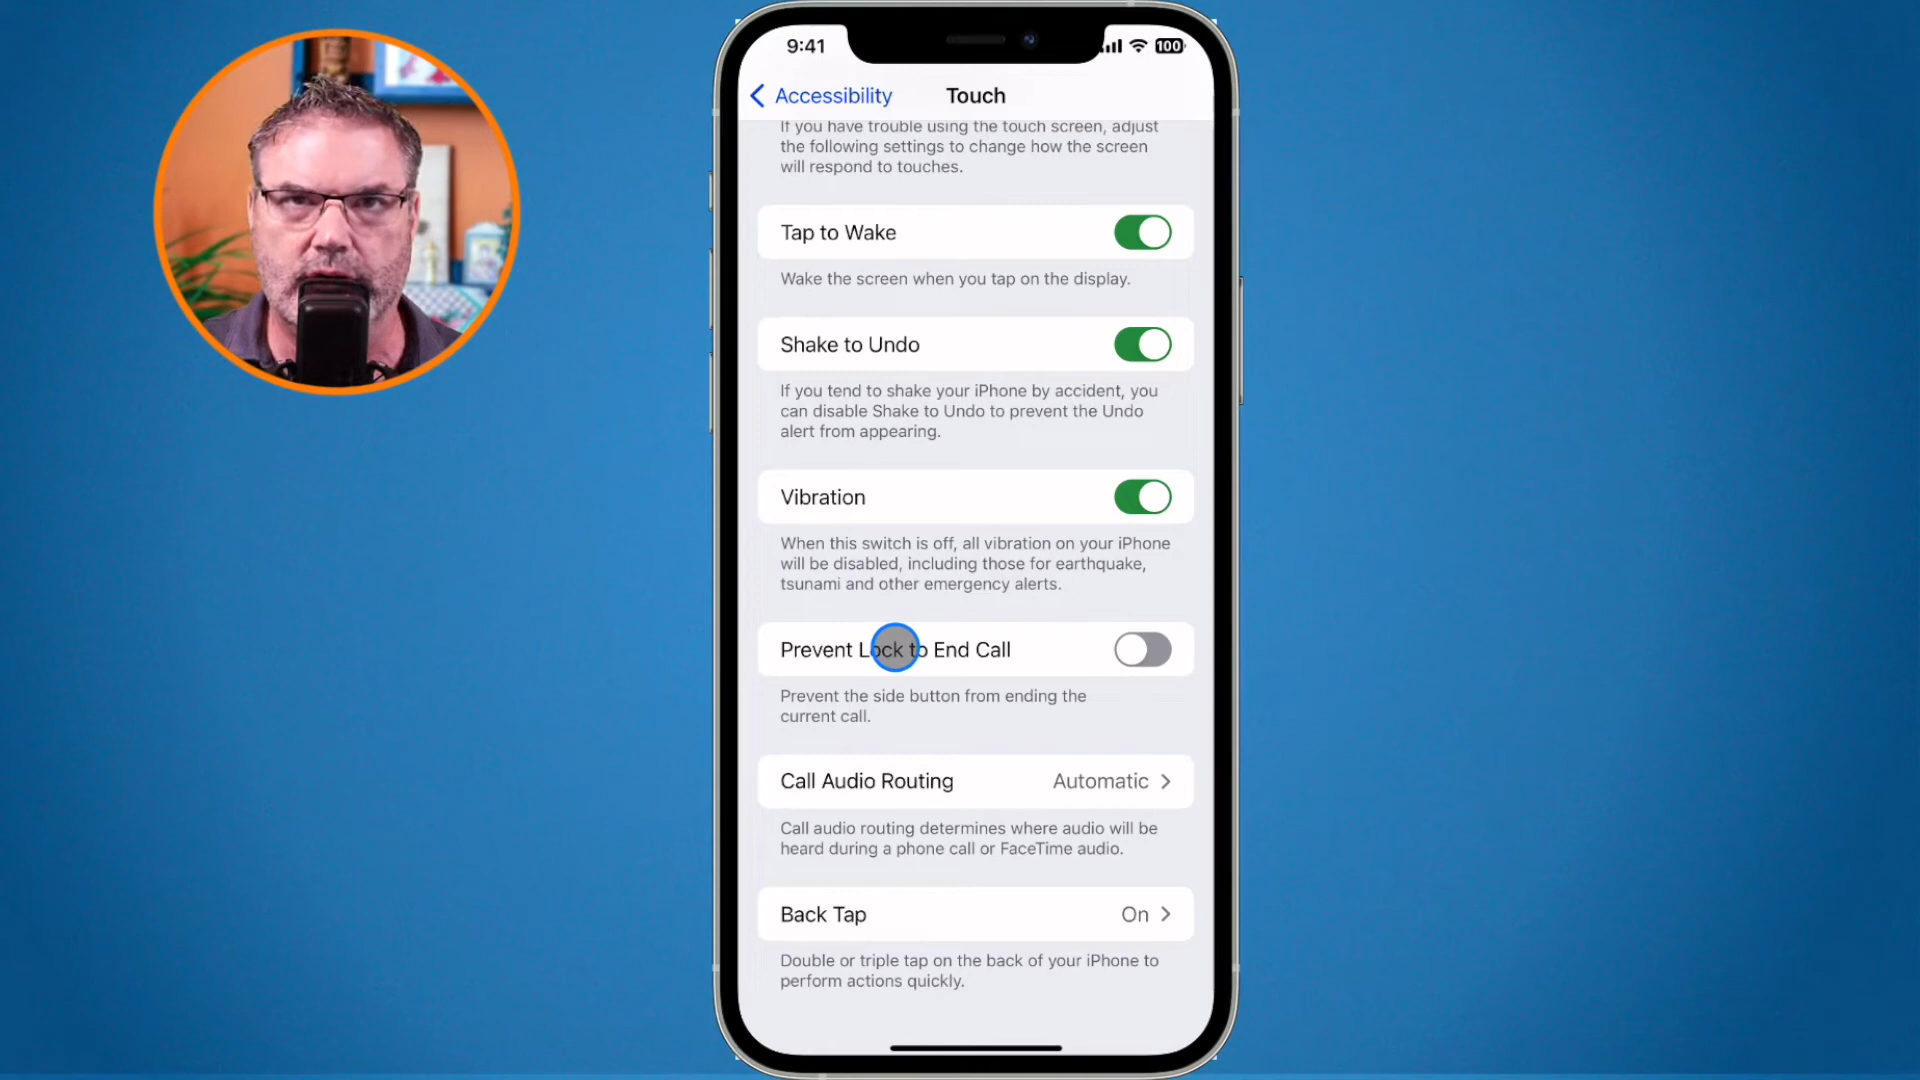 9:41
100
Accessibility
Touch
If you have trouble using the touch screen, adjust
the following settings to change how the screen
will respond to touches.
Tap to Wake
Wake the screen when you tap on the display.
Shake to Undo
If you tend to shake your iPhone by accident, you
can disable Shake to Undo to prevent the Undo
alert from appearing.
Vibration
When this switch is off, all vibration on your iPhone
will be disabled, including those for earthquake,
tsunami and other emergency alerts.
Prevent Lock to End Call
Prevent the side button from ending the
current call.
Call Audio Routing
Automatic
Call audio routing determines where audio will be
heard during a phone call or FaceTime audio.
Back Tap
On
Double or triple tap on the back of your iPhone to
perform actions quickly.